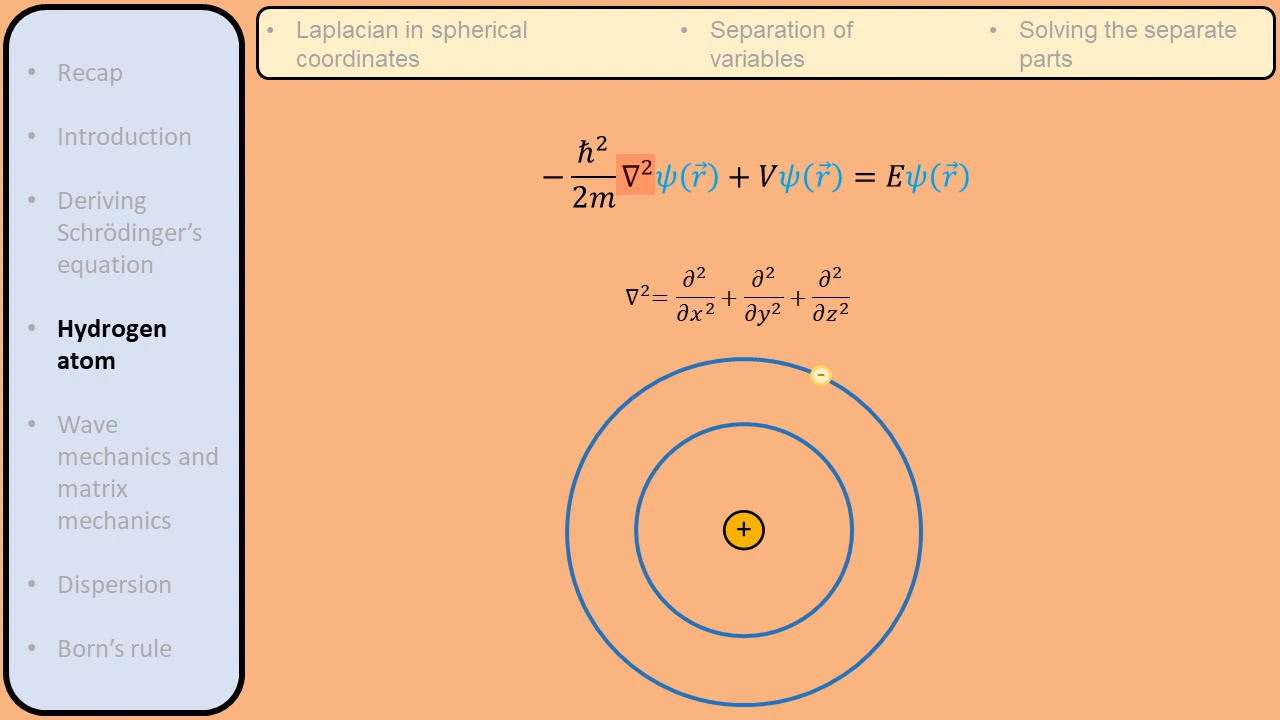 • Recap
• Introduction
• Deriving
Schrödinger’s
equation
• Hydrogen
atom
• Wave
mechanics and
matrix
mechanics
• Dispersion
• Born’s rule
• Laplacian in spherical
coordinates
• Separation of
variables
• Solving the separate
parts
−ℏ²/2m ∇²ψ(r⃗) + Vψ(r⃗) = Eψ(r⃗)
∇²= ∂²/∂x² + ∂²/∂y² + ∂²/∂z²
−
+